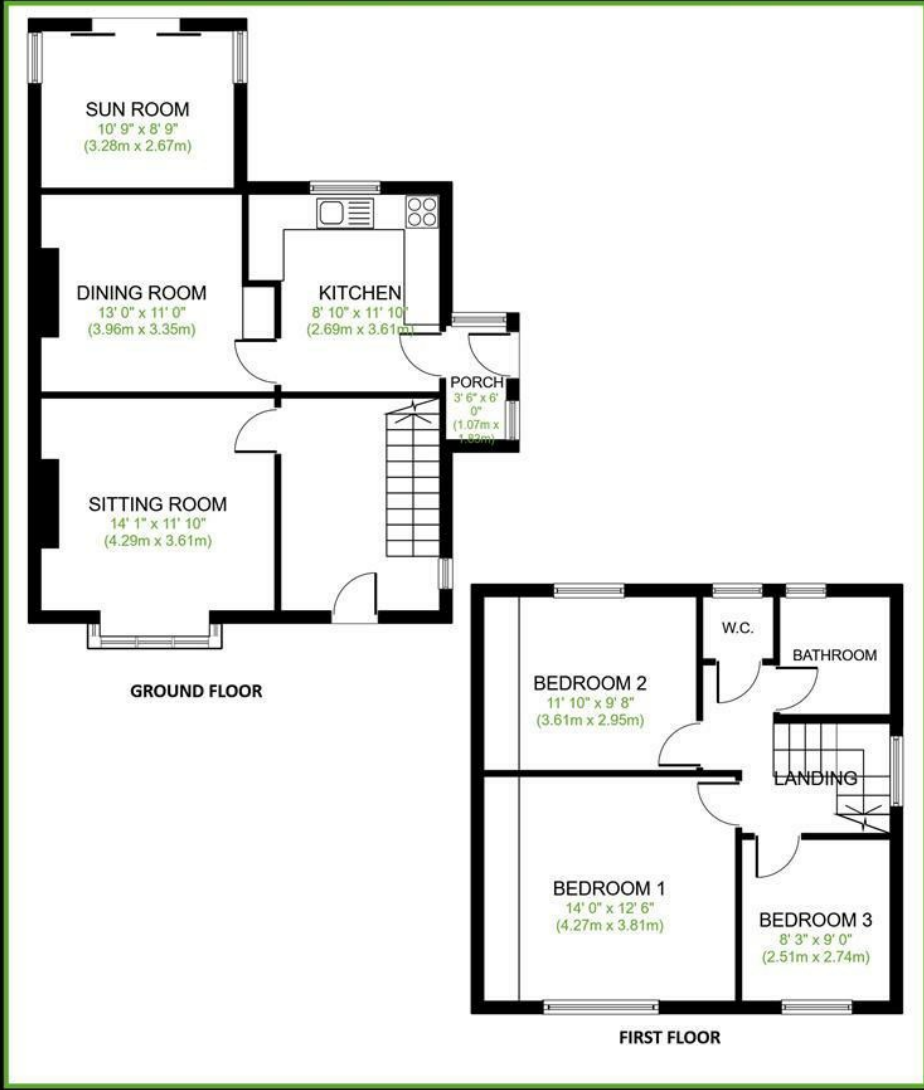 SUN ROOM
10' 9" x 8' 9"
(3.28m x 2.67m)
DINING ROOM
13' 0" x 11' 0"
(3.96m x 3.35m)
KITCHEN
8' 10" x 11' 10"
(2.69m x 3.61m)
PORCH
3' 6" x 6'
0"
(1.07m x
1.83m)
SITTING ROOM
14' 1" x 11' 10"
(4.29m x 3.61m)
GROUND FLOOR
W.C.
BATHROOM
BEDROOM 2
11' 10" x 9' 8"
(3.61m x 2.95m)
LANDING
BEDROOM 1
14' 0" x 12' 6"
(4.27m x 3.81m)
BEDROOM 3
8' 3" x 9' 0"
(2.51m x 2.74m)
FIRST FLOOR